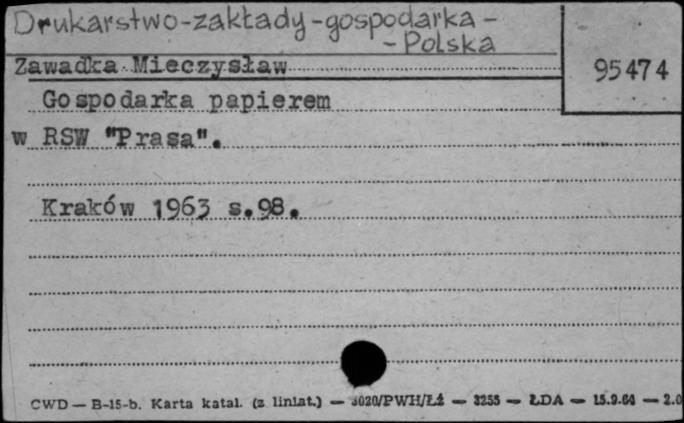 Drukarstwo-zakłady-gospodarka-
-Polska
Zawadka Mieczysław
95474
Gospodarka papierem
w RSW "Prasa".
Kraków 1963 s.98.
CWD — B-15-b. Karta katal. (z liniat.) — 3020/PWH/Łź — 3255 — ŁDA — 15.9.64 — 2.0